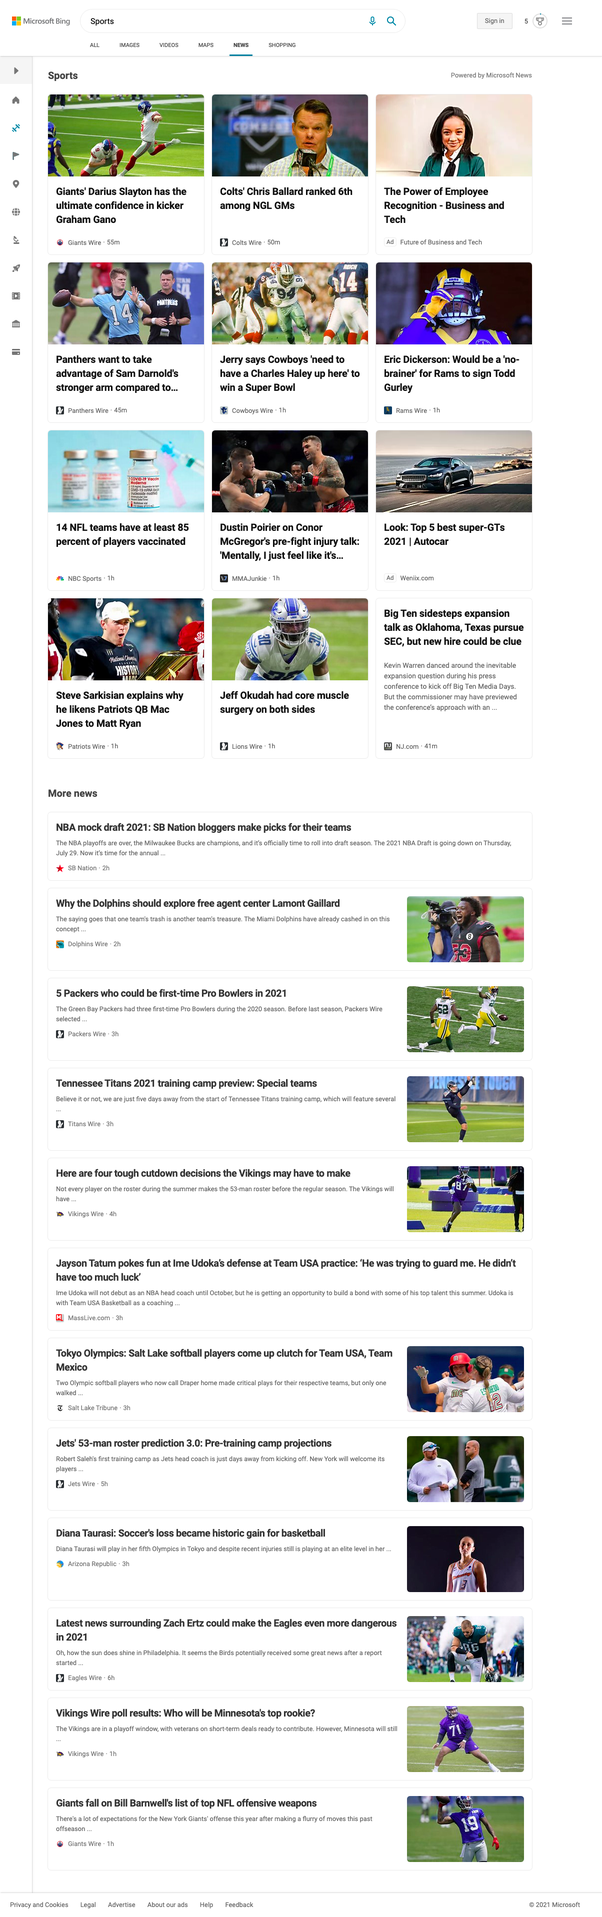 Microsoft Bing
Sports
Sign in
5
ALL
IMAGES
VIDEOS
MAPS
NEWS
SHOPPING
Sports
Powered by Microsoft News
Giants' Darius Slayton has the
ultimate confidence in kicker
Graham Gano
Giants Wire · 55m
Colts' Chris Ballard ranked 6th
among NGL GMs
Colts Wire · 50m
The Power of Employee
Recognition - Business and
Tech
Ad Future of Business and Tech
Panthers want to take
advantage of Sam Darnold's
stronger arm compared to...
Panthers Wire · 45m
Jerry says Cowboys 'need to
have a Charles Haley up here' to
win a Super Bowl
Cowboys Wire · 1h
Eric Dickerson: Would be a 'no-
brainer' for Rams to sign Todd
Gurley
Rams Wire · 1h
14 NFL teams have at least 85
percent of players vaccinated
NBC Sports · 1h
Dustin Poirier on Conor
McGregor's pre-fight injury talk:
'Mentally, I just feel like it's...
MMAJunkie · 1h
Look: Top 5 best super-GTs
2021 | Autocar
Ad Weniix.com
Steve Sarkisian explains why
he likens Patriots QB Mac
Jones to Matt Ryan
Patriots Wire · 1h
Jeff Okudah had core muscle
surgery on both sides
Lions Wire · 1h
Big Ten sidesteps expansion
talk as Oklahoma, Texas pursue
SEC, but new hire could be clue
Kevin Warren danced around the inevitable
expansion question during his press
conference to kick off Big Ten Media Days.
But the commissioner may have previewed
the conference's approach with an ...
NJ.com · 41m
More news
NBA mock draft 2021: SB Nation bloggers make picks for their teams
The NBA playoffs are over, the Milwaukee Bucks are champions, and it's officially time to roll into draft season. The 2021 NBA Draft is going down on Thursday,
July 29. Now it's time for the annual ...
SB Nation · 2h
Why the Dolphins should explore free agent center Lamont Gaillard
The saying goes that one team's trash is another team's treasure. The Miami Dolphins have already cashed in on this
concept ...
Dolphins Wire · 2h
5 Packers who could be first-time Pro Bowlers in 2021
The Green Bay Packers had three first-time Pro Bowlers during the 2020 season. Before last season, Packers Wire
selected ...
Packers Wire · 3h
Tennessee Titans 2021 training camp preview: Special teams
Believe it or not, we are just five days away from the start of Tennessee Titans training camp, which will feature several
...
Titans Wire · 3h
Here are four tough cutdown decisions the Vikings may have to make
Not every player on the roster during the summer makes the 53-man roster before the regular season. The Vikings will
have ...
Vikings Wire · 4h
Jayson Tatum pokes fun at Ime Udoka's defense at Team USA practice: 'He was trying to guard me. He didn't
have too much luck'
Ime Udoka will not debut as an NBA head coach until October, but he is getting an opportunity to build a bond with some of his top talent this summer. Udoka is
with Team USA Basketball as a coaching ...
MassLive.com · 3h
Tokyo Olympics: Salt Lake softball players come up clutch for Team USA, Team
Mexico
Two Olympic softball players who now call Draper home made critical plays for their respective teams, but only one
walked ...
Salt Lake Tribune · 3h
Jets' 53-man roster prediction 3.0: Pre-training camp projections
Robert Saleh's first training camp as Jets head coach is just days away from kicking off. New York will welcome its
players ...
Jets Wire · 5h
Diana Taurasi: Soccer's loss became historic gain for basketball
Diana Taurasi will play in her fifth Olympics in Tokyo and despite recent injuries still is playing at an elite level in her ...
Arizona Republic · 3h
Latest news surrounding Zach Ertz could make the Eagles even more dangerous
in 2021
Oh, how the sun does shine in Philadelphia. It seems the Birds potentially received some great news after a report
started ...
Eagles Wire · 6h
Vikings Wire poll results: Who will be Minnesota's top rookie?
The Vikings are in a playoff window, with veterans on short-term deals ready to contribute. However, Minnesota will still
...
Vikings Wire · 1h
Giants fall on Bill Barnwell's list of top NFL offensive weapons
There's a lot of expectations for the New York Giants' offense this year after making a flurry of moves this past
offseason ...
Giants Wire · 1h
Privacy and Cookies
Legal
Advertise
About our ads
Help
Feedback
© 2021 Microsoft